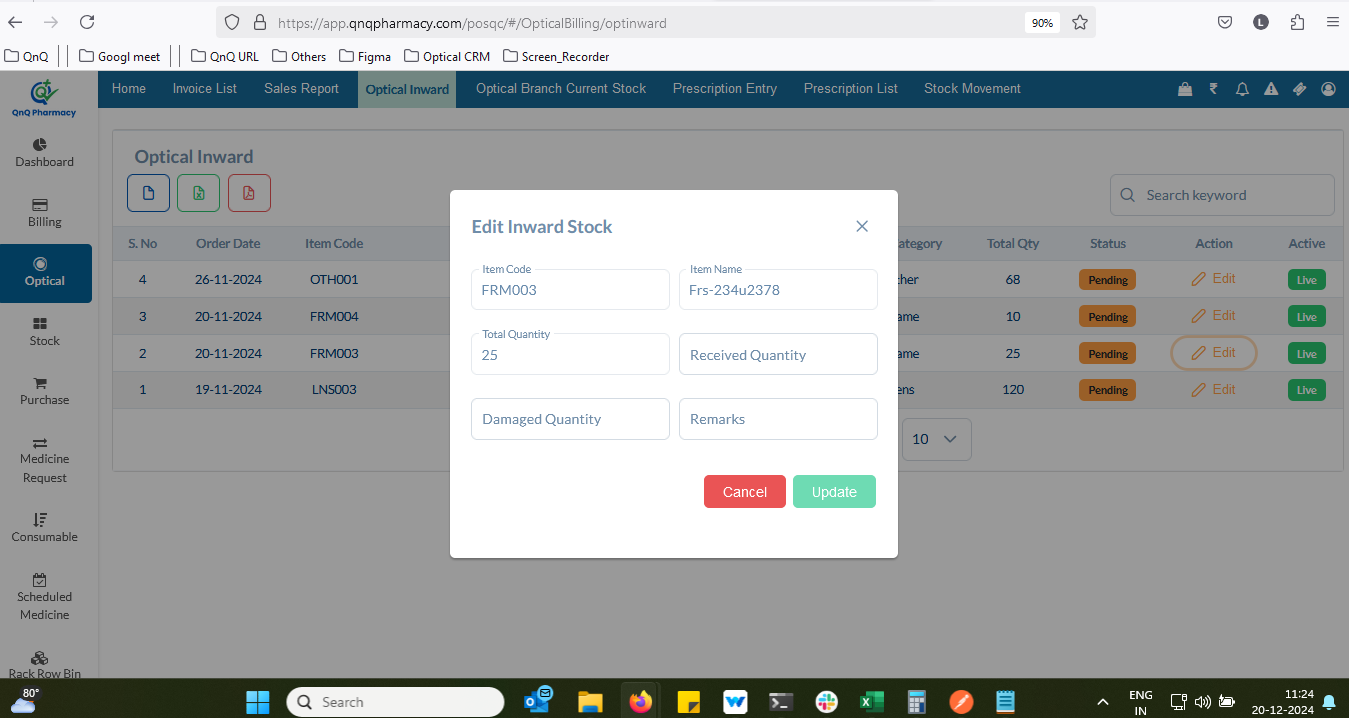 https://app.qnqpharmacy.com/posqc/#/OpticalBilling/optinward 90% L
QnQ Googl meet QnQ URL Others Figma Optical CRM Screen_Recorder
QnQ Pharmacy
Home Invoice List Sales Report Optical Inward Optical Branch Current Stock Prescription Entry Prescription List Stock Movement
Dashboard
Billing
Optical
Stock
Purchase
Medicine
Request
Consumable
Scheduled
Medicine
Rack Row Bin
Optical Inward
Search keyword
S. No Order Date Item Code ategory Total Qty Status Action Active
4 26-11-2024 OTH001 ther 68 Pending Edit Live
3 20-11-2024 FRM004 ame 10 Pending Edit Live
2 20-11-2024 FRM003 ame 25 Pending Edit Live
1 19-11-2024 LNS003 ens 120 Pending Edit Live
10
Edit Inward Stock
Item Code Item Name
FRM003 Frs-234u2378
Total Quantity
25 Received Quantity
Damaged Quantity Remarks
Cancel Update
80° Search ENG 11:24
IN 20-12-2024